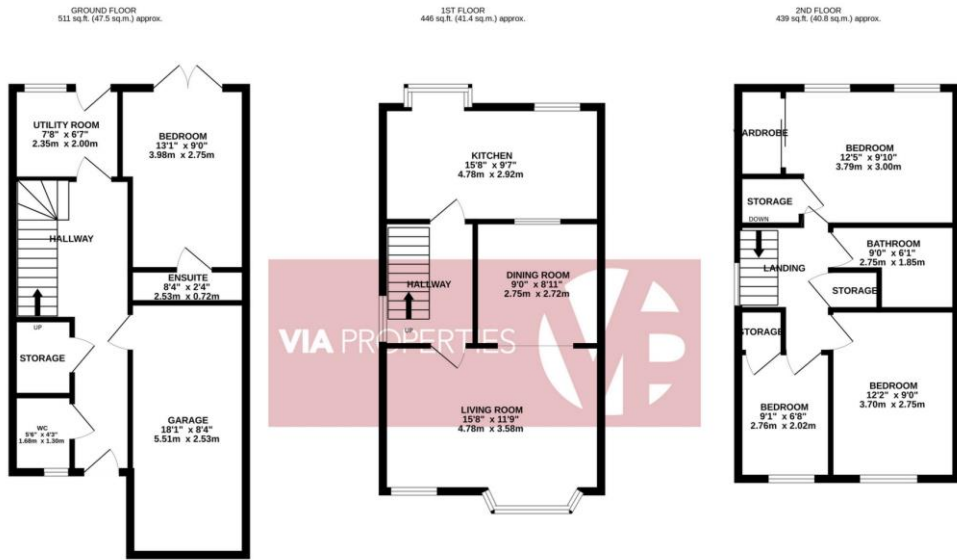 GROUND FLOOR
511 sq.ft. (47.5 sq.m.) approx.
UTILITY ROOM
7'8" x 6'7"
2.35m x 2.00m
BEDROOM
13'1" x 9'0"
3.98m x 2.75m
HALLWAY
ENSUITE
8'4" x 2'4"
2.53m x 0.72m
UP
STORAGE
WC
5'6" x 4'3"
1.68m x 1.30m
GARAGE
18'1" x 8'4"
5.51m x 2.53m
1ST FLOOR
446 sq.ft. (41.4 sq.m.) approx.
KITCHEN
15'8" x 9'7"
4.78m x 2.92m
HALLWAY
UP
DINING ROOM
9'0" x 8'11"
2.75m x 2.72m
VIA PROPERTIES
LIVING ROOM
15'8" x 11'9"
4.78m x 3.58m
2ND FLOOR
439 sq.ft. (40.8 sq.m.) approx.
WARDROBE
BEDROOM
12'5" x 9'10"
3.79m x 3.00m
STORAGE
DOWN
LANDING
BATHROOM
9'0" x 6'1"
2.75m x 1.85m
STORAGE
STORAGE
BEDROOM
9'1" x 6'8"
2.76m x 2.02m
BEDROOM
12'2" x 9'0"
3.70m x 2.75m